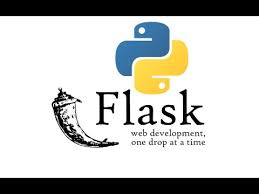 Flask
web development,
one drop at a time